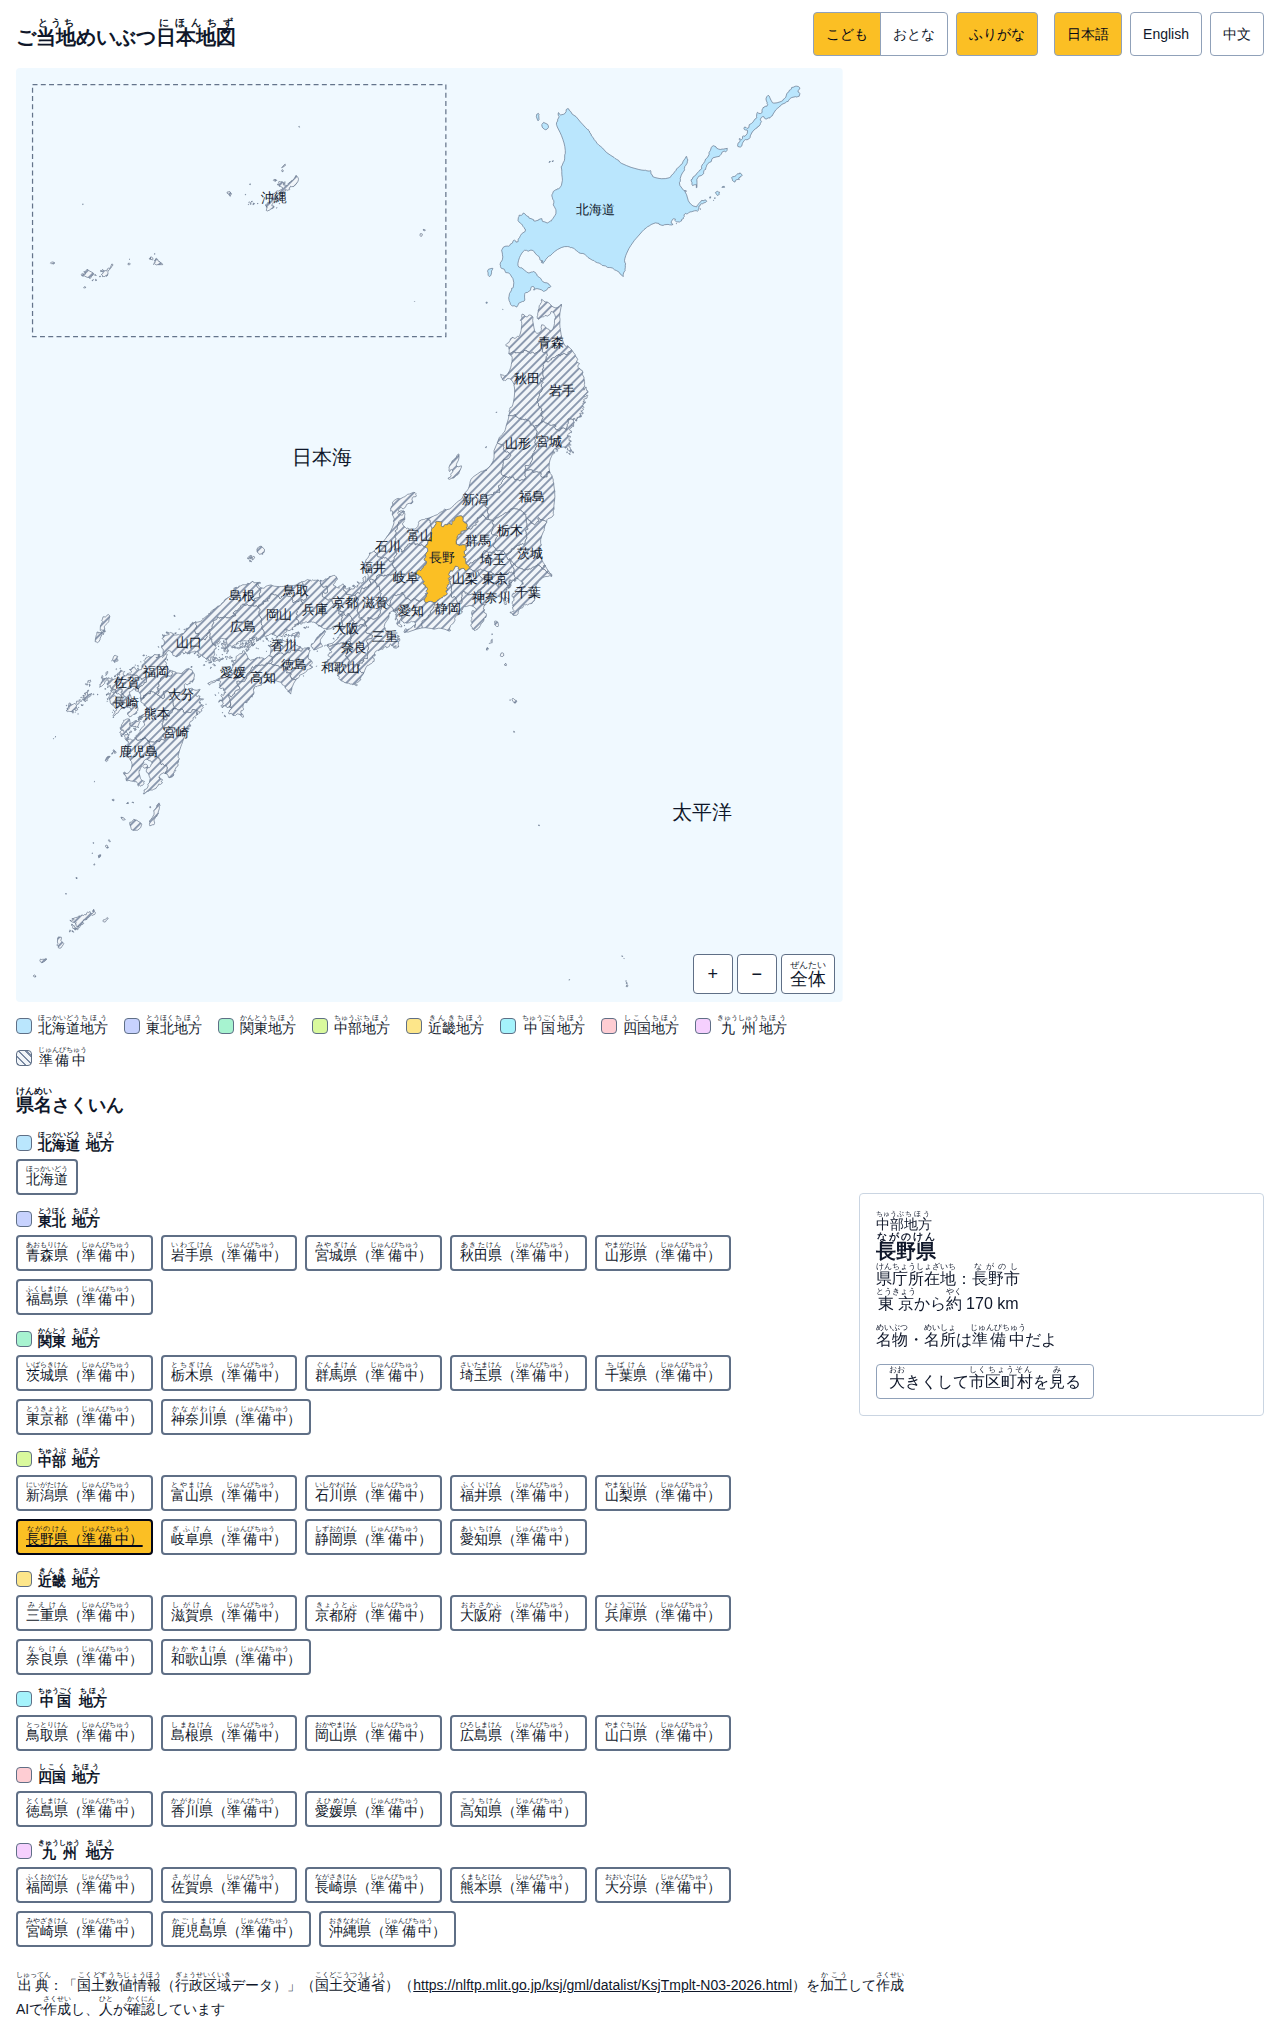 ご当地めいぶつ日本地図
こども おとな ふりがな 日本語 English 中文
沖縄
北海道
青森
秋田
岩手
山形 宮城
日本海
新潟 福島
富山 群馬 栃木
石川 長野 埼玉 茨城
福井 岐阜 山梨 東京
島根 鳥取 兵庫 京都 滋賀 愛知 静岡 神奈川 千葉
岡山
広島 大阪 三重
山口 香川 奈良
福岡 愛媛 高知 徳島 和歌山
佐賀 大分
長崎
熊本
宮崎
鹿児島
太平洋
+ − 全体
北海道地方 東北地方 関東地方 中部地方 近畿地方 中国地方 四国地方 九州地方
準備中
県名さくいん
北海道 地方
北海道
東北 地方
青森県（準備中） 岩手県（準備中） 宮城県（準備中） 秋田県（準備中） 山形県（準備中）
福島県（準備中）
関東 地方
茨城県（準備中） 栃木県（準備中） 群馬県（準備中） 埼玉県（準備中） 千葉県（準備中）
東京都（準備中） 神奈川県（準備中）
中部 地方
新潟県（準備中） 富山県（準備中） 石川県（準備中） 福井県（準備中） 山梨県（準備中）
長野県（準備中） 岐阜県（準備中） 静岡県（準備中） 愛知県（準備中）
近畿 地方
三重県（準備中） 滋賀県（準備中） 京都府（準備中） 大阪府（準備中） 兵庫県（準備中）
奈良県（準備中） 和歌山県（準備中）
中国 地方
鳥取県（準備中） 島根県（準備中） 岡山県（準備中） 広島県（準備中） 山口県（準備中）
四国 地方
徳島県（準備中） 香川県（準備中） 愛媛県（準備中） 高知県（準備中）
九州 地方
福岡県（準備中） 佐賀県（準備中） 長崎県（準備中） 熊本県（準備中） 大分県（準備中）
宮崎県（準備中） 鹿児島県（準備中） 沖縄県（準備中）
中部地方
長野県
県庁所在地：長野市
東京から約 170 km
名物・名所は準備中だよ
大きくして市区町村を見る
出典：「国土数値情報（行政区域データ）」（国土交通省）（https://nlftp.mlit.go.jp/ksj/gml/datalist/KsjTmplt-N03-2026.html）を加工して作成
AIで作成し、人が確認しています